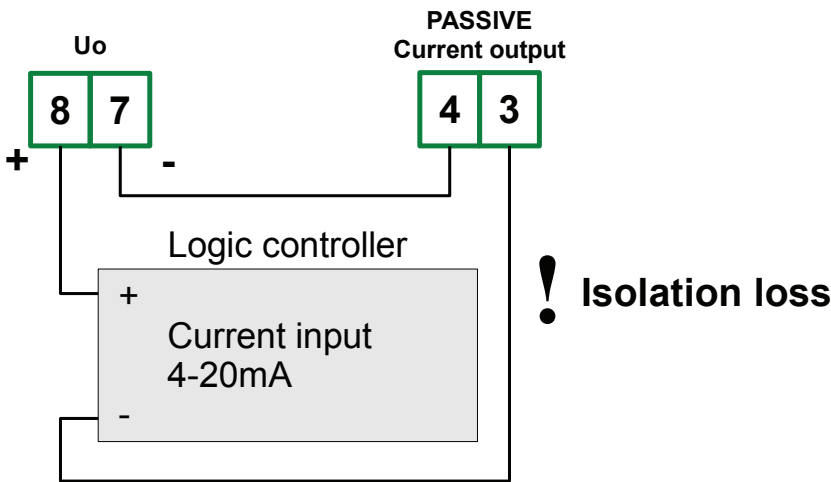 Uo
PASSIVE
Current output
8 7
4 3
+ -
Logic controller
+
Current input
4-20mA
-
! Isolation loss